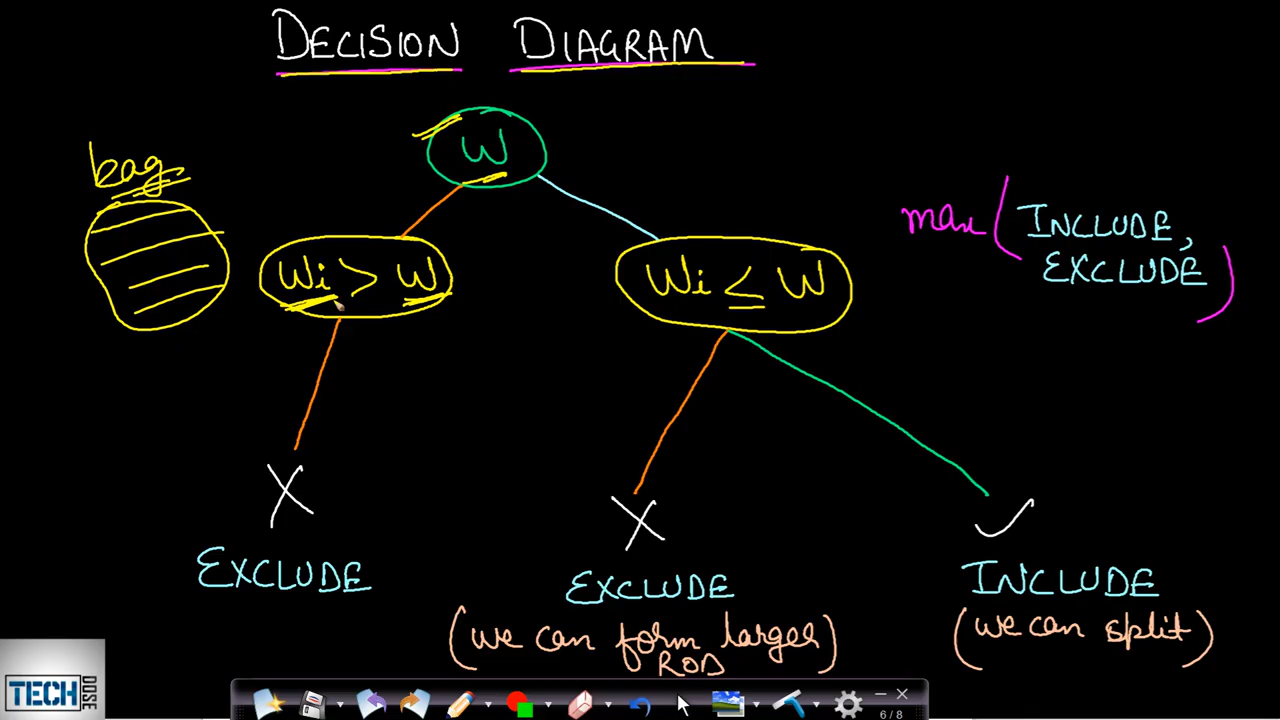 DECISION DIAGRAM
W
bag
Wi > W
Wi ≤ W
max (INCLUDE,
EXCLUDE)
EXCLUDE
EXCLUDE
(we can form larger
ROD)
INCLUDE
(we can split)
TECH
DOSE
6 / 8